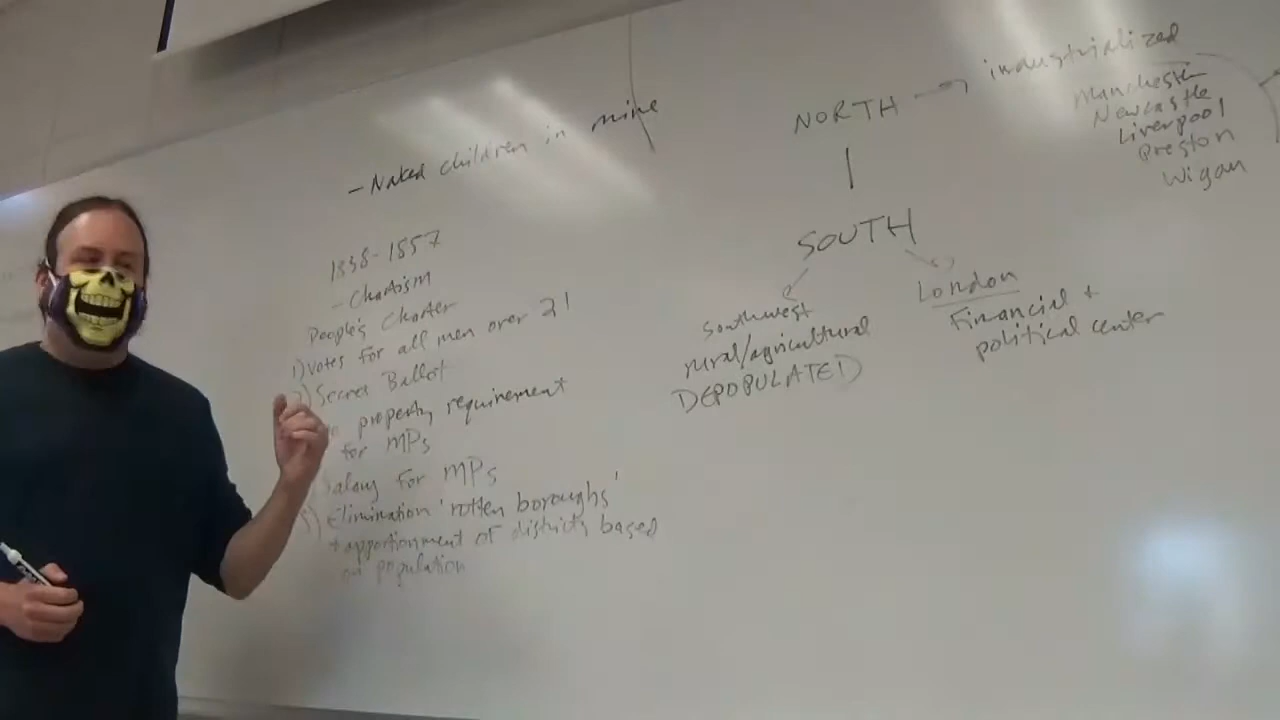 - Naked children in mine
1838-1857
- Chartism
People's Charter
1) Votes for all men over 21
2) Secret Ballot
property requirement
for MPs
salary for MPs
5) Elimination 'rotten boroughs'
+ apportionment of districts based
on population
NORTH → industrialized
Manchester
Newcastle
Liverpool
Preston
Wigan
SOUTH
Southwest
rural/agricultural
DEPOPULATED
London
Financial +
political center